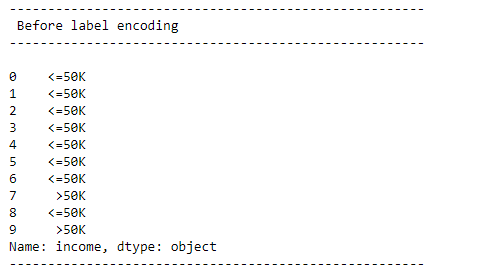 ----------------------------------------------------
 Before label encoding
----------------------------------------------------
0    <=50K
1    <=50K
2    <=50K
3    <=50K
4    <=50K
5    <=50K
6    <=50K
7     >50K
8    <=50K
9     >50K
Name: income, dtype: object
----------------------------------------------------